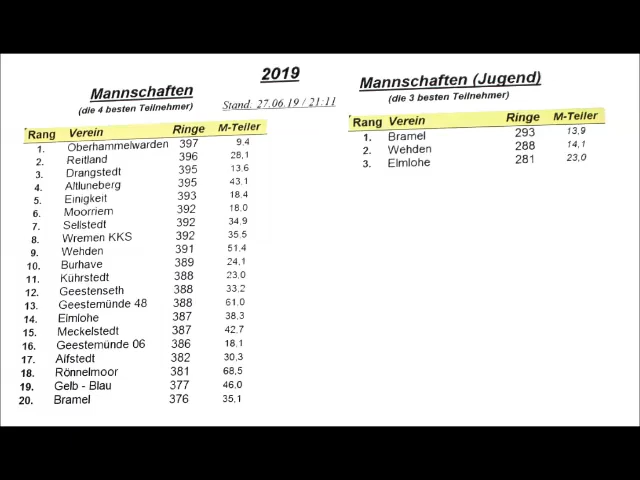 2019
Mannschaften
(die 4 besten Teilnehmer)
Stand: 27.06.19 / 21:11
Rang Verein Ringe M-Teiler
1. Oberhammelwarden 397 9,4
2. Reitland 396 28,1
3. Drangstedt 395 13,6
4. Altluneberg 395 43,1
5. Einigkeit 393 18,4
6. Moorriem 392 18,0
7. Sellstedt 392 34,9
8. Wremen KKS 392 35,5
9. Wehden 391 51,4
10. Burhave 389 24,1
11. Kührstedt 388 23,0
12. Geestenseth 388 33,2
13. Geestemünde 48 388 61,0
14. Elmlohe 387 38,3
15. Meckelstedt 387 42,7
16. Geestemünde 06 386 18,1
17. Alfstedt 382 30,3
18. Rönnelmoor 381 68,5
19. Gelb - Blau 377 46,0
20. Bramel 376 35,1
Mannschaften (Jugend)
(die 3 besten Teilnehmer)
Rang Verein Ringe M-Teiler
1. Bramel 293 13,9
2. Wehden 288 14,1
3. Elmlohe 281 23,0